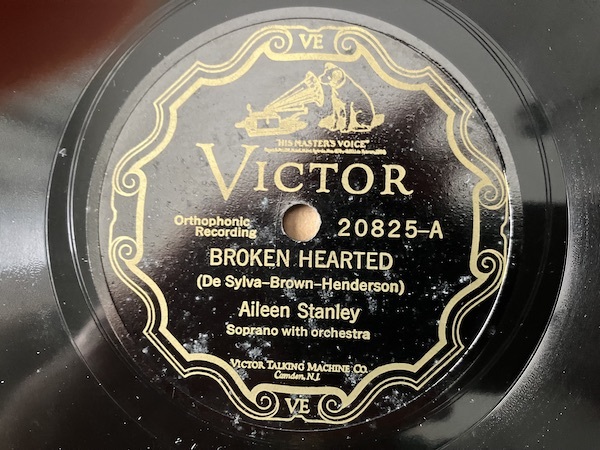 VE
"HIS MASTER'S VOICE"
VICTOR
Orthophonic
Recording
20825-A
BROKEN HEARTED
(De Sylva-Brown-Henderson)
Aileen Stanley
Soprano with orchestra
VICTOR TALKING MACHINE CO.
Camden, N.J.
VE